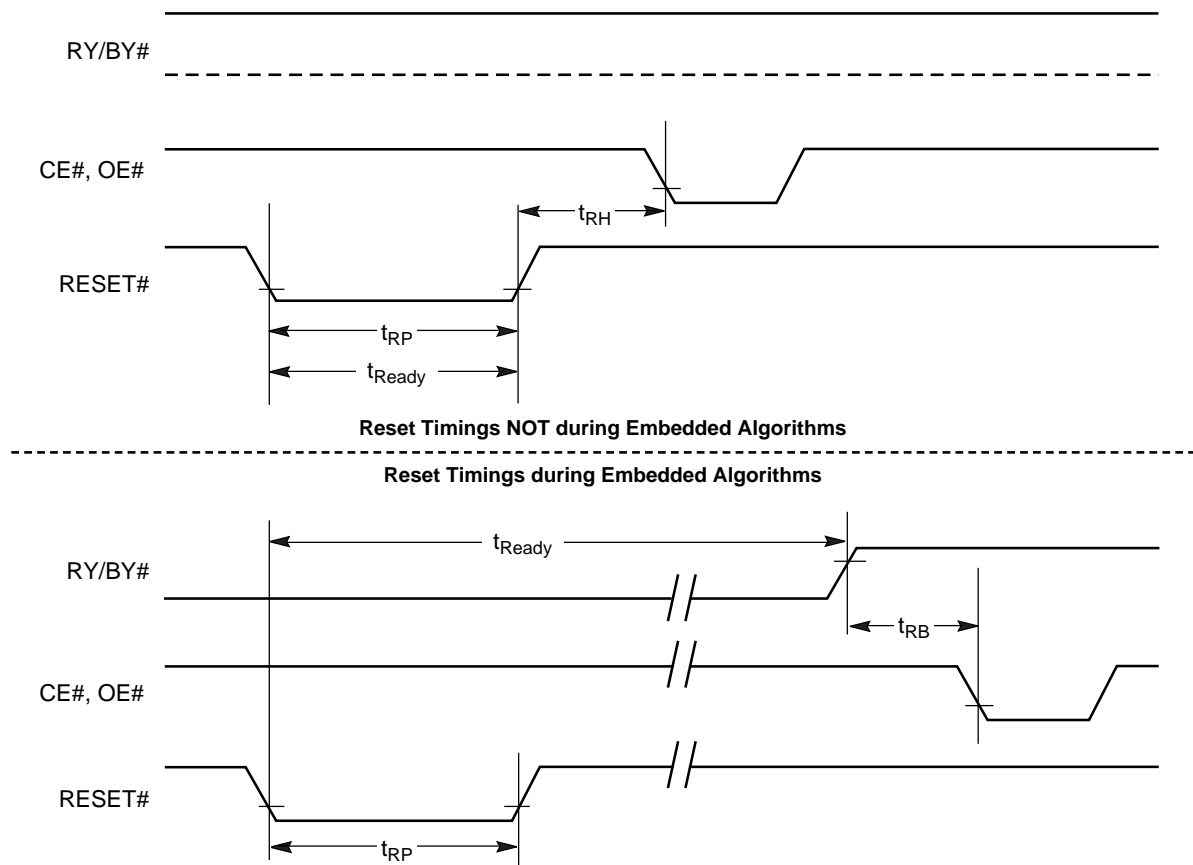 RY/BY#
CE#, OE#
tRH
RESET#
tRP
tReady
Reset Timings NOT during Embedded Algorithms
Reset Timings during Embedded Algorithms
tReady
RY/BY#
tRB
CE#, OE#
RESET#
tRP